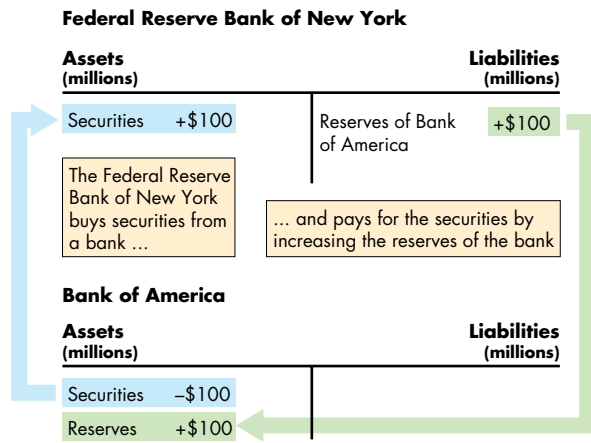 Federal Reserve Bank of New York
Assets
(millions)
Liabilities
(millions)
Securities +$100
Reserves of Bank
of America
+$100
The Federal Reserve
Bank of New York
buys securities from
a bank ...
... and pays for the securities by
increasing the reserves of the bank
Bank of America
Assets
(millions)
Liabilities
(millions)
Securities –$100
Reserves +$100